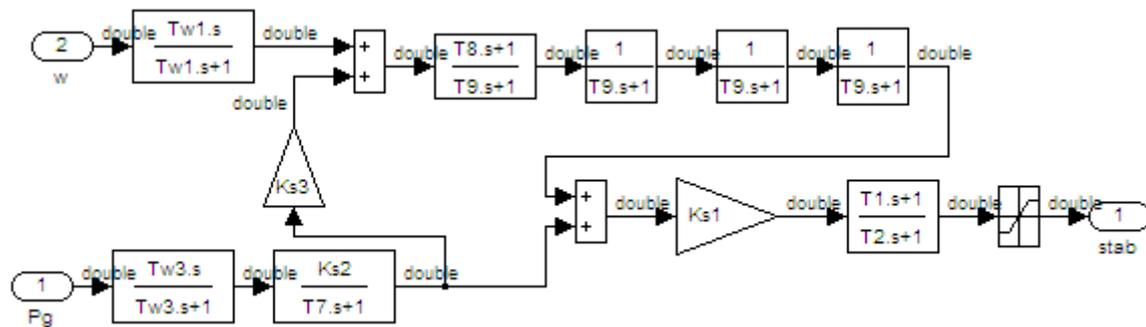 2
w
double
Tw1.s
Tw1.s+1
double
+
+
double
T8.s+1
T9.s+1
double
1
T9.s+1
double
1
T9.s+1
double
1
T9.s+1
double
double
Ks3
+
+
double
Ks1
double
T1.s+1
T2.s+1
double
double
1
stab
1
Pg
double
Tw3.s
Tw3.s+1
double
Ks2
T7.s+1
double